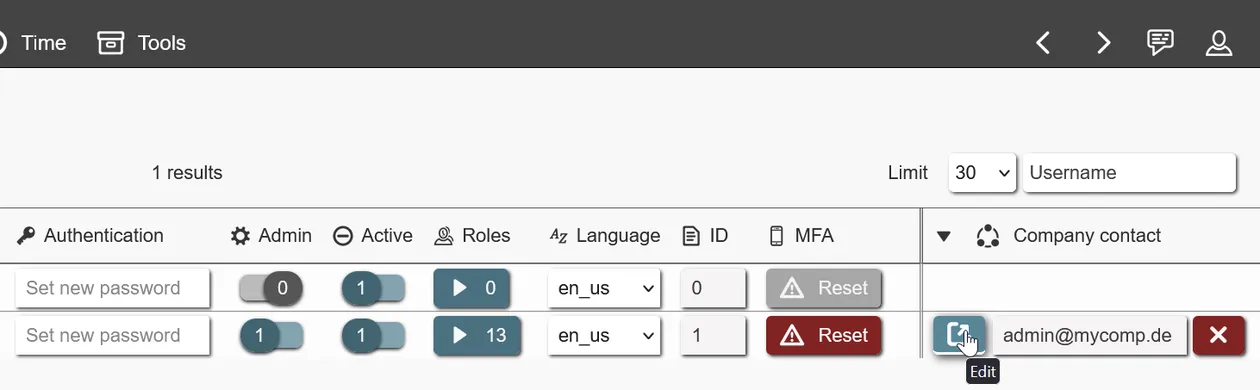 Time Tools
1 results Limit 30 Username
Authentication Admin Active Roles AZ Language ID MFA Company contact
Set new password 0 1 0 en_us 0 Reset
Set new password 1 1 13 en_us 1 Reset admin@mycomp.de
Edit